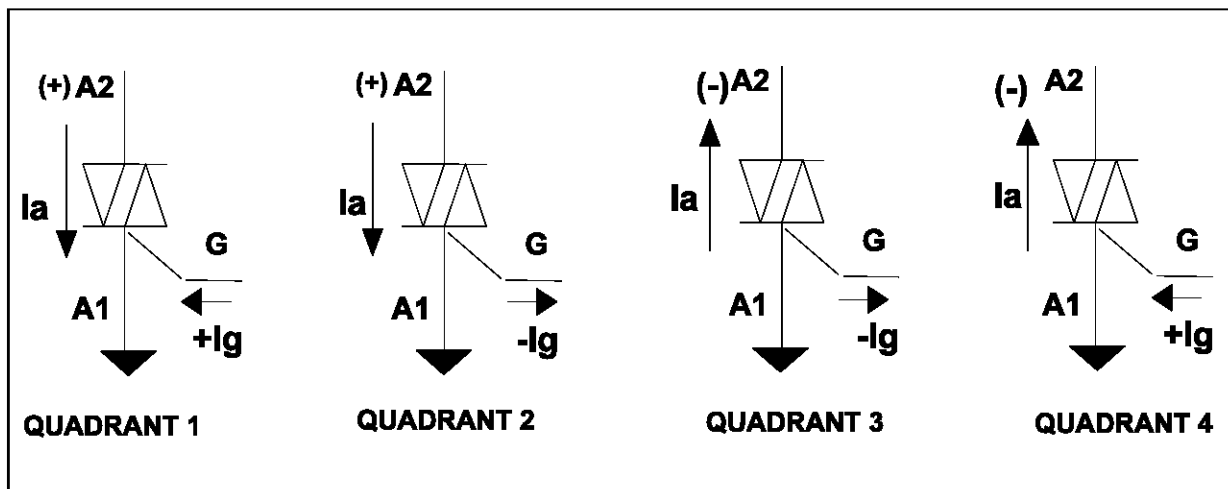 (+) A2
Ia
G
A1
+Ig
QUADRANT 1
(+) A2
Ia
G
A1
-Ig
QUADRANT 2
(-) A2
Ia
G
A1
-Ig
QUADRANT 3
(-) A2
Ia
G
A1
+Ig
QUADRANT 4